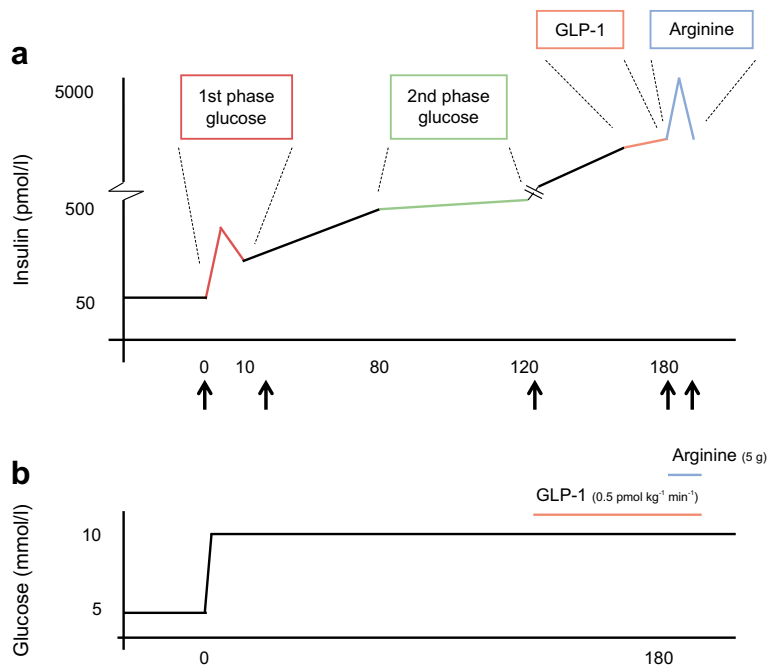 a
GLP-1
Arginine
1st phase
glucose
2nd phase
glucose
5000
500
50
Insulin (pmol/l)
0 10 80 120 180
b
Arginine (5 g)
GLP-1 (0.5 pmol kg⁻¹ min⁻¹)
10
5
Glucose (mmol/l)
0 180